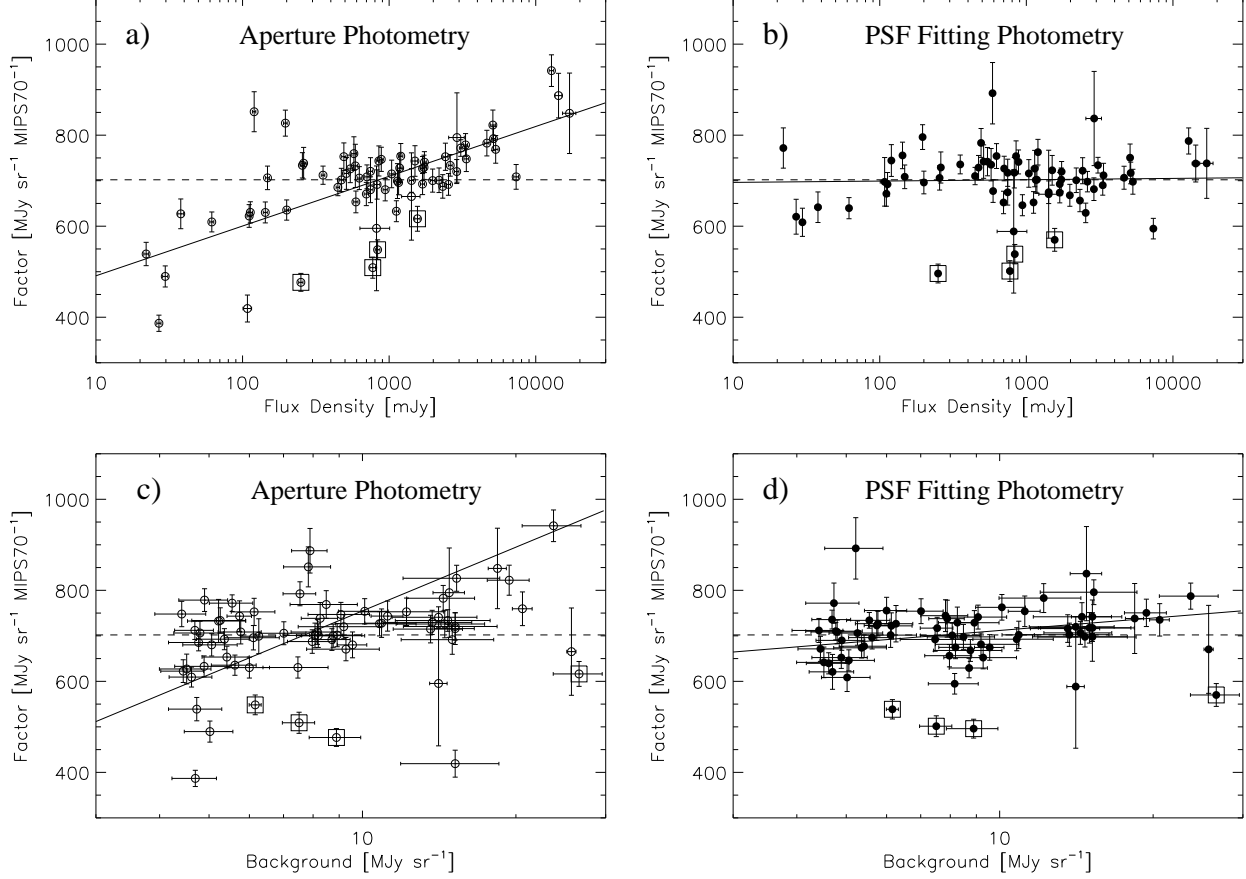 a) Aperture Photometry
1000
800
600
400
Factor [MJy sr⁻¹ MIPS70⁻¹]
10 100 1000 10000
Flux Density [mJy]
b) PSF Fitting Photometry
1000
800
600
400
Factor [MJy sr⁻¹ MIPS70⁻¹]
10 100 1000 10000
Flux Density [mJy]
c) Aperture Photometry
1000
800
600
400
Factor [MJy sr⁻¹ MIPS70⁻¹]
10
Background [MJy sr⁻¹]
d) PSF Fitting Photometry
1000
800
600
400
Factor [MJy sr⁻¹ MIPS70⁻¹]
10
Background [MJy sr⁻¹]